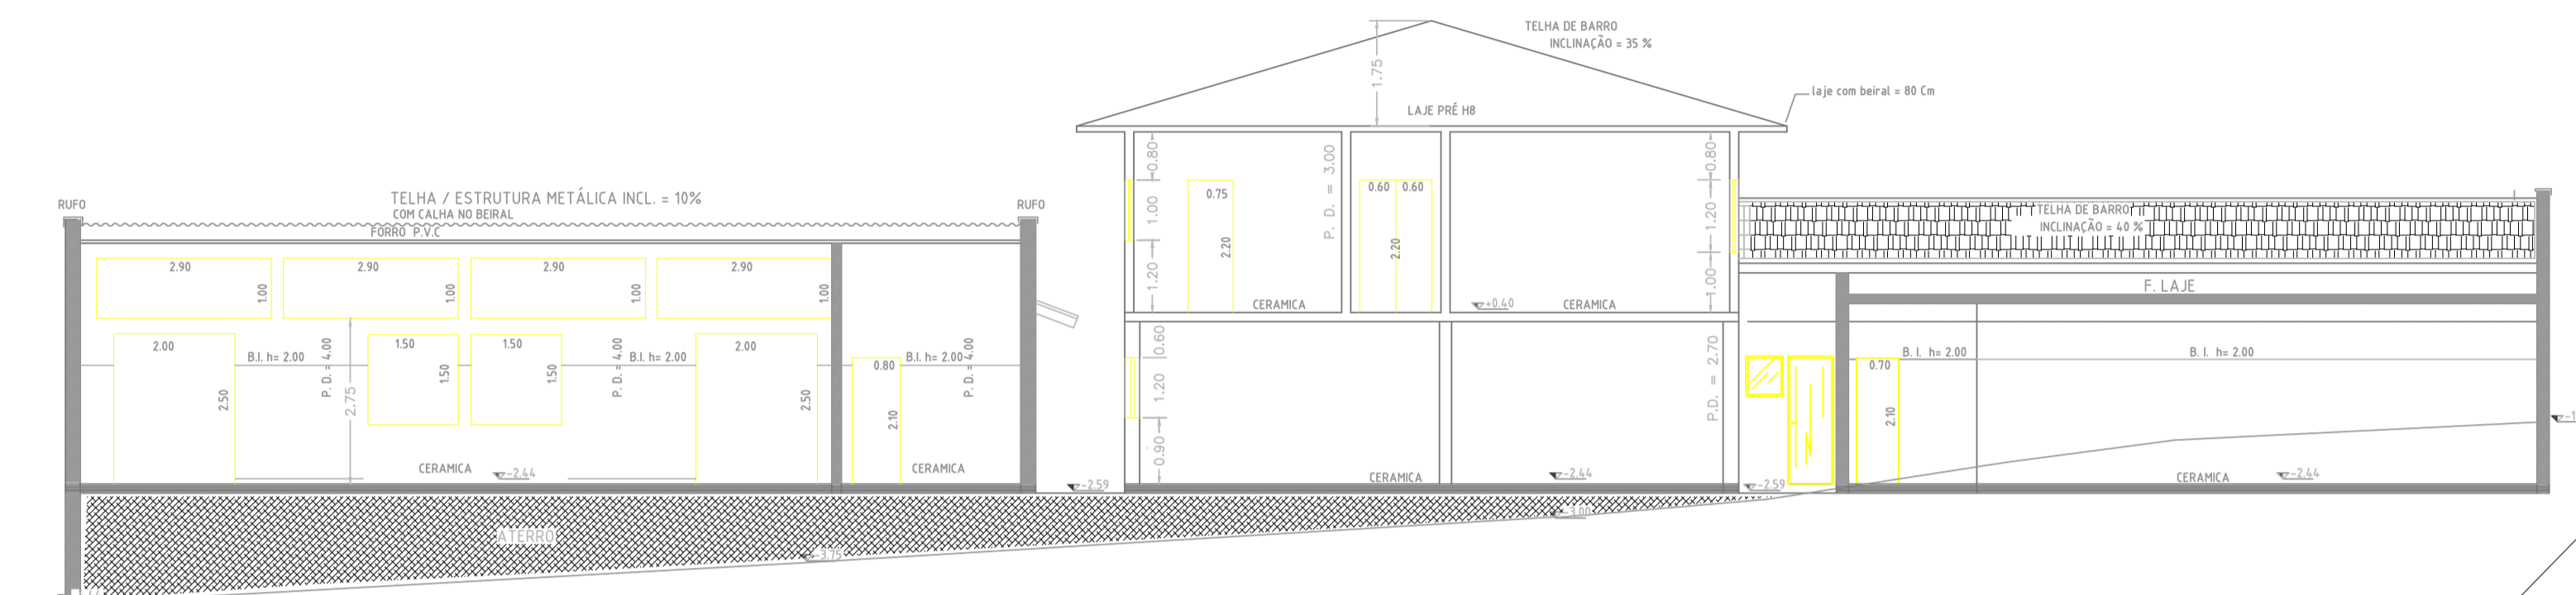 TELHA DE BARRO
INCLINAÇÃO = 35 %
1.75
laje com beiral = 80 Cm
LAJE PRÉ H8
RUFO
TELHA / ESTRUTURA METÁLICA INCL. = 10%
COM CALHA NO BEIRAL
FORRO P.V.C
RUFO
2.90
1.00
2.90
1.00
2.90
1.00
2.90
1.00
2.00
2.50
B.I. h= 2.00
P. D. = 4.00
2.75
1.50
1.50
1.50
1.50
P. D. = 4.00
B.I. h= 2.00
2.00
2.50
0.80
2.10
B.I. h= 2.00
P. D. = 4.00
CERAMICA
-2.44
CERAMICA
-2.59
ATERRO
-3.75
0.80
1.00
1.20
0.75
2.20
P. D. = 3.00
0.60
0.60
2.20
0.80
1.20
1.00
CERAMICA
+0.40
CERAMICA
0.60
1.20
0.90
P.D. = 2.70
CERAMICA
-2.44
-2.59
-3.00
TELHA DE BARRO
INCLINAÇÃO = 40 %
F. LAJE
B. I. h= 2.00
B. I. h= 2.00
0.70
2.10
CERAMICA
-2.44